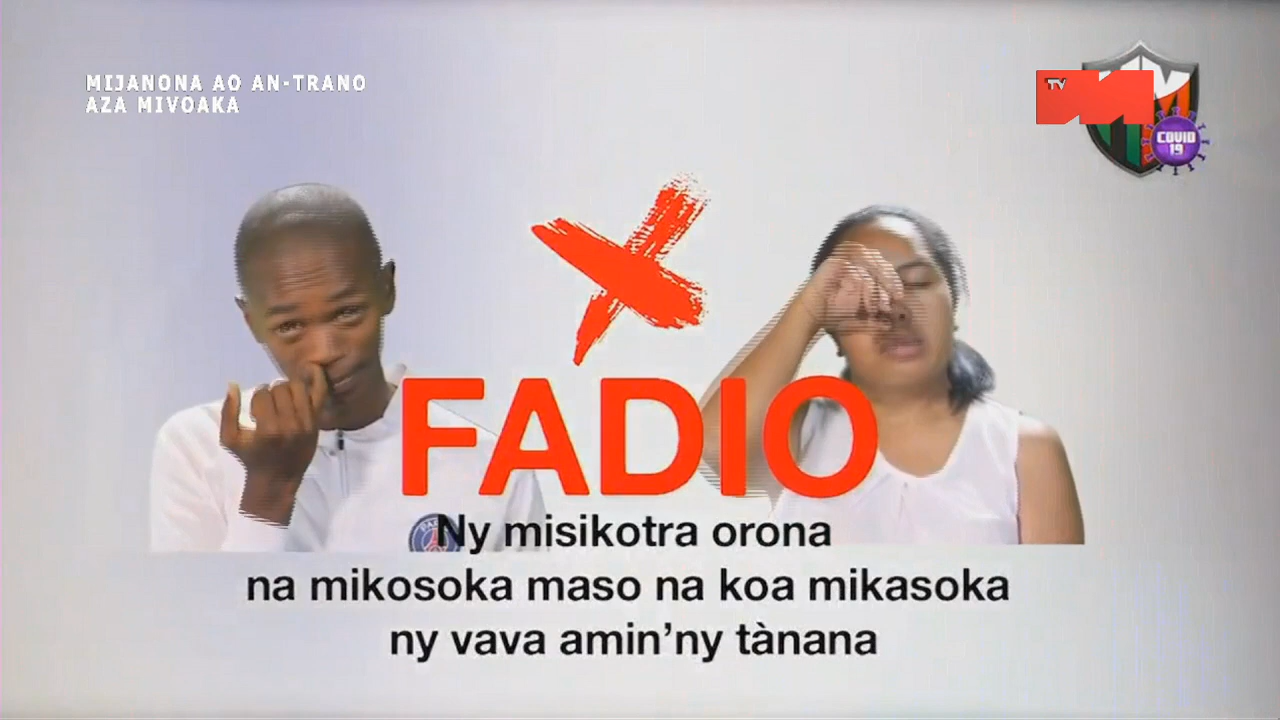 MIJANONA AO AN-TRANO
AZA MIVOAKA
TV
COVID
19
FADIO
Ny misikotra orona
na mikosoka maso na koa mikasoka
ny vava amin'ny tànana